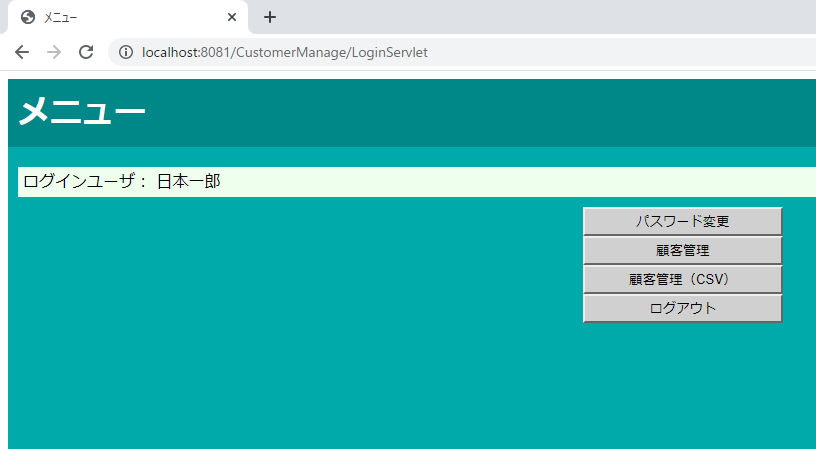 メニュー
localhost:8081/CustomerManage/LoginServlet
メニュー
ログインユーザ： 日本一郎
パスワード変更
顧客管理
顧客管理（CSV）
ログアウト